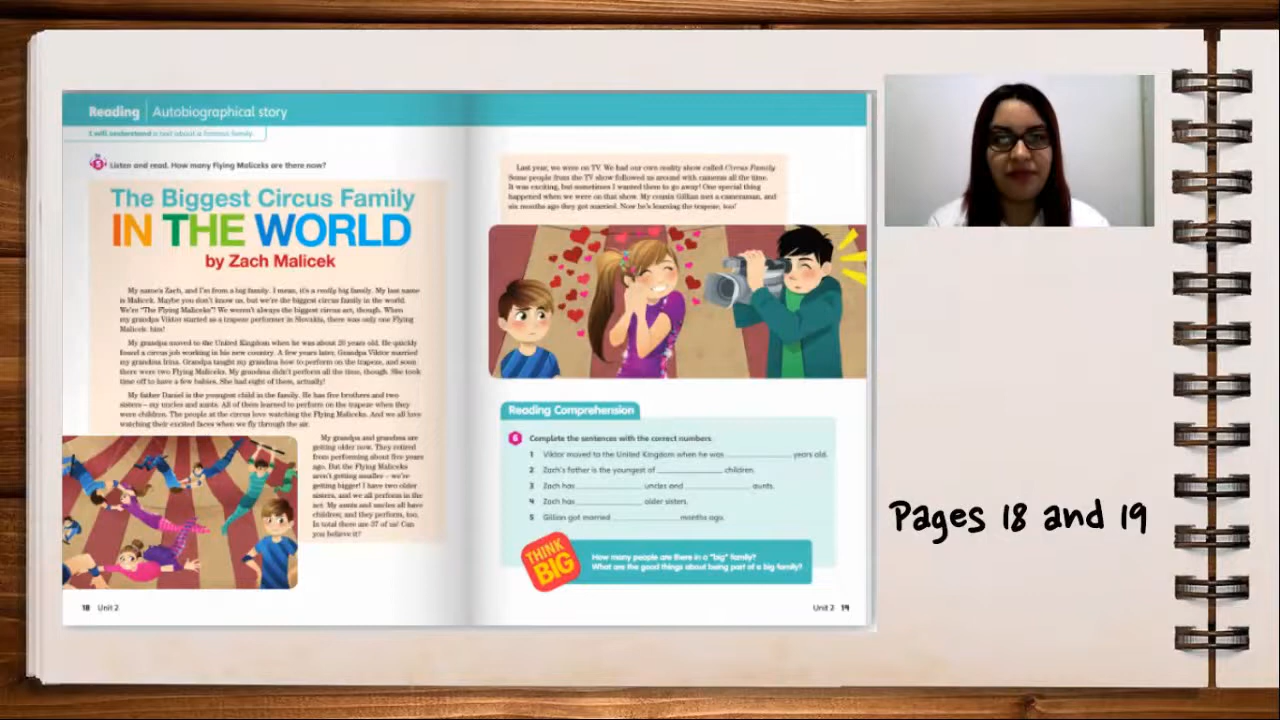 Reading | Autobiographical story
I will understand a text about a famous family.
5 Listen and read. How many Flying Maliceks are there now?
The Biggest Circus Family
IN THE WORLD
by Zach Malicek
My name's Zach, and I'm from a big family. I mean, it's a really big family. My last name
is Malicek. Maybe you don't know us, but we're the biggest circus family in the world.
We're "The Flying Maliceks"! We weren't always the biggest circus act, though. When
my grandpa Viktor started as a trapeze performer in Slovakia, there was only one Flying
Malicek: him!
My grandpa moved to the United Kingdom when he was about 20 years old. He quickly
found a circus job working in his new country. A few years later, Grandpa Viktor married
my grandma Irina. Grandpa taught my grandma how to perform on the trapeze, and soon
there were two Flying Maliceks. My grandma didn't perform all the time, though. She took
time off to have a few babies. She had eight of them, actually!
My father Daniel is the youngest child in the family. He has five brothers and two
sisters – my uncles and aunts. All of them learned to perform on the trapeze when they
were children. The people at the circus love watching the Flying Maliceks. And we all love
watching their excited faces when we fly through the air.
My grandpa and grandma are
getting older now. They retired
from performing about five years
ago. But the Flying Maliceks
aren't getting smaller – we're
getting bigger! I have two older
sisters, and we all perform in the
act. My aunts and uncles all have
children, and they perform, too.
In total there are 37 of us! Can
you believe it?
18 Unit 2
Last year, we were on TV. We had our own reality show called Circus Family
Some people from the TV show followed us around with cameras all the time.
It was exciting, but sometimes I wanted them to go away! One special thing
happened when we were on that show. My cousin Gillian met a cameraman, and
six months ago they got married. Now he's learning the trapeze, too!
Reading Comprehension
6 Complete the sentences with the correct numbers.
1 Viktor moved to the United Kingdom when he was ____________ years old.
2 Zach's father is the youngest of ____________ children.
3 Zach has ____________ uncles and ____________ aunts.
4 Zach has ____________ older sisters.
5 Gillian got married ____________ months ago.
THINK
BIG
How many people are there in a "big" family?
What are the good things about being part of a big family?
Unit 2 19
Pages 18 and 19